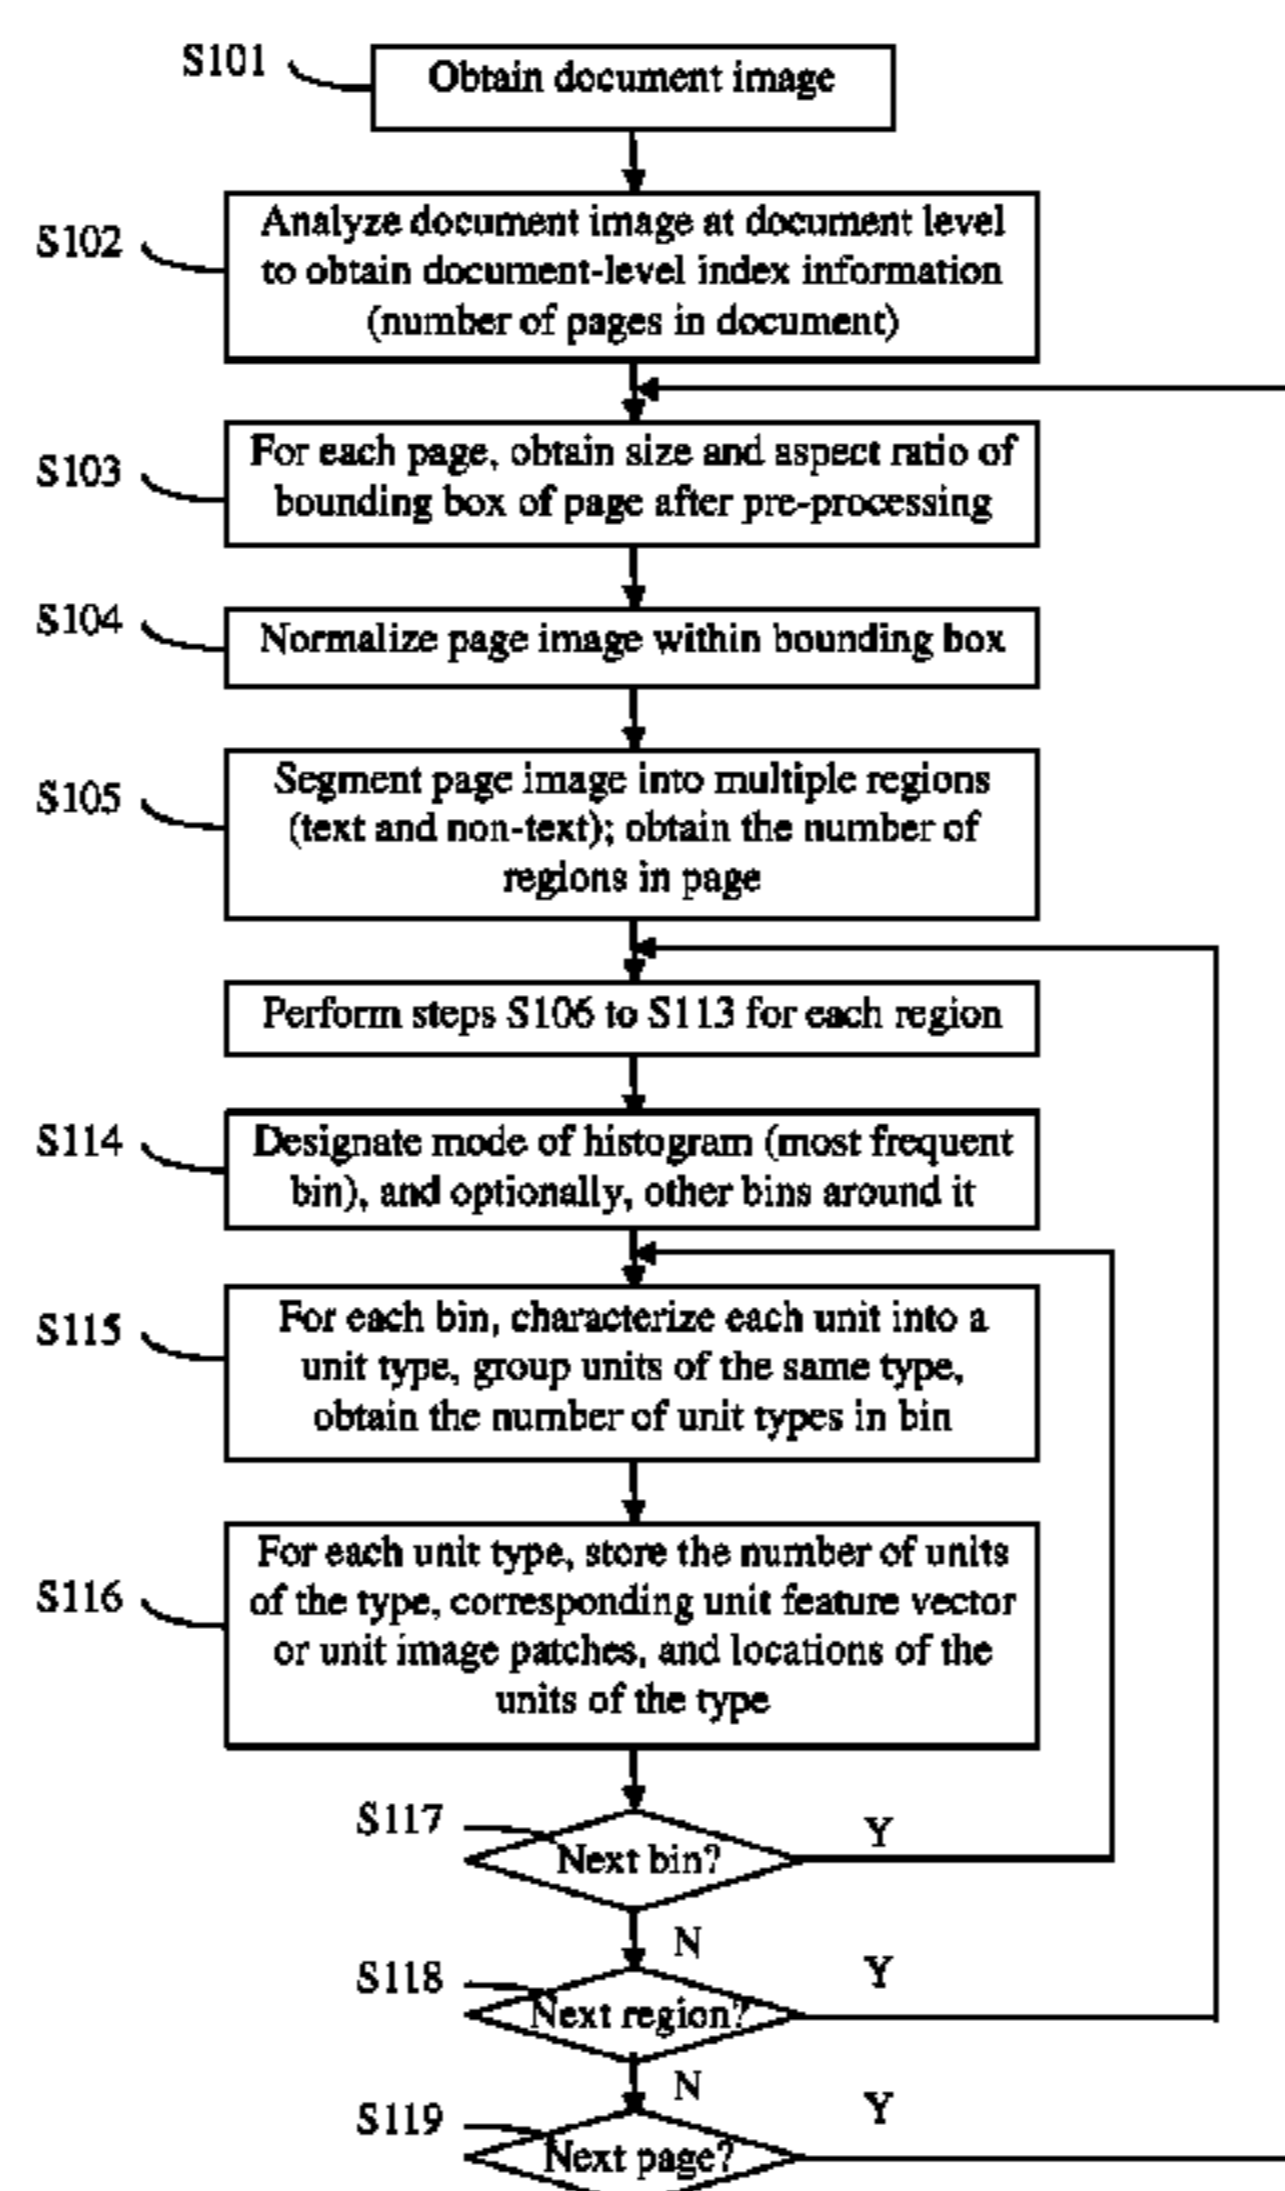 S101
Obtain document image
S102
Analyze document image at document level
to obtain document-level index information
(number of pages in document)
S103
For each page, obtain size and aspect ratio of
bounding box of page after pre-processing
S104
Normalize page image within bounding box
S105
Segment page image into multiple regions
(text and non-text); obtain the number of
regions in page
Perform steps S106 to S113 for each region
S114
Designate mode of histogram (most frequent
bin), and optionally, other bins around it
S115
For each bin, characterize each unit into a
unit type, group units of the same type,
obtain the number of unit types in bin
S116
For each unit type, store the number of units
of the type, corresponding unit feature vector
or unit image patches, and locations of the
units of the type
S117
Next bin?
Y
N
S118
Next region?
Y
N
S119
Next page?
Y